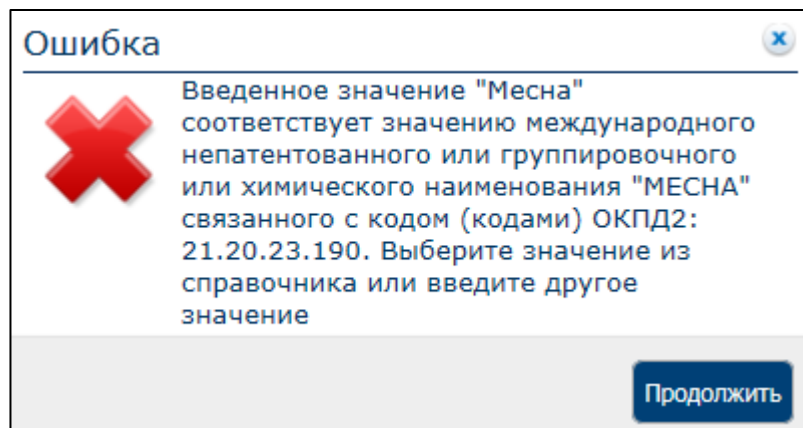 Ошибка
Введенное значение "Месна"
соответствует значению международного
непатентованного или группировочного
или химического наименования "МЕСНА"
связанного с кодом (кодами) ОКПД2:
21.20.23.190. Выберите значение из
справочника или введите другое
значение
Продолжить